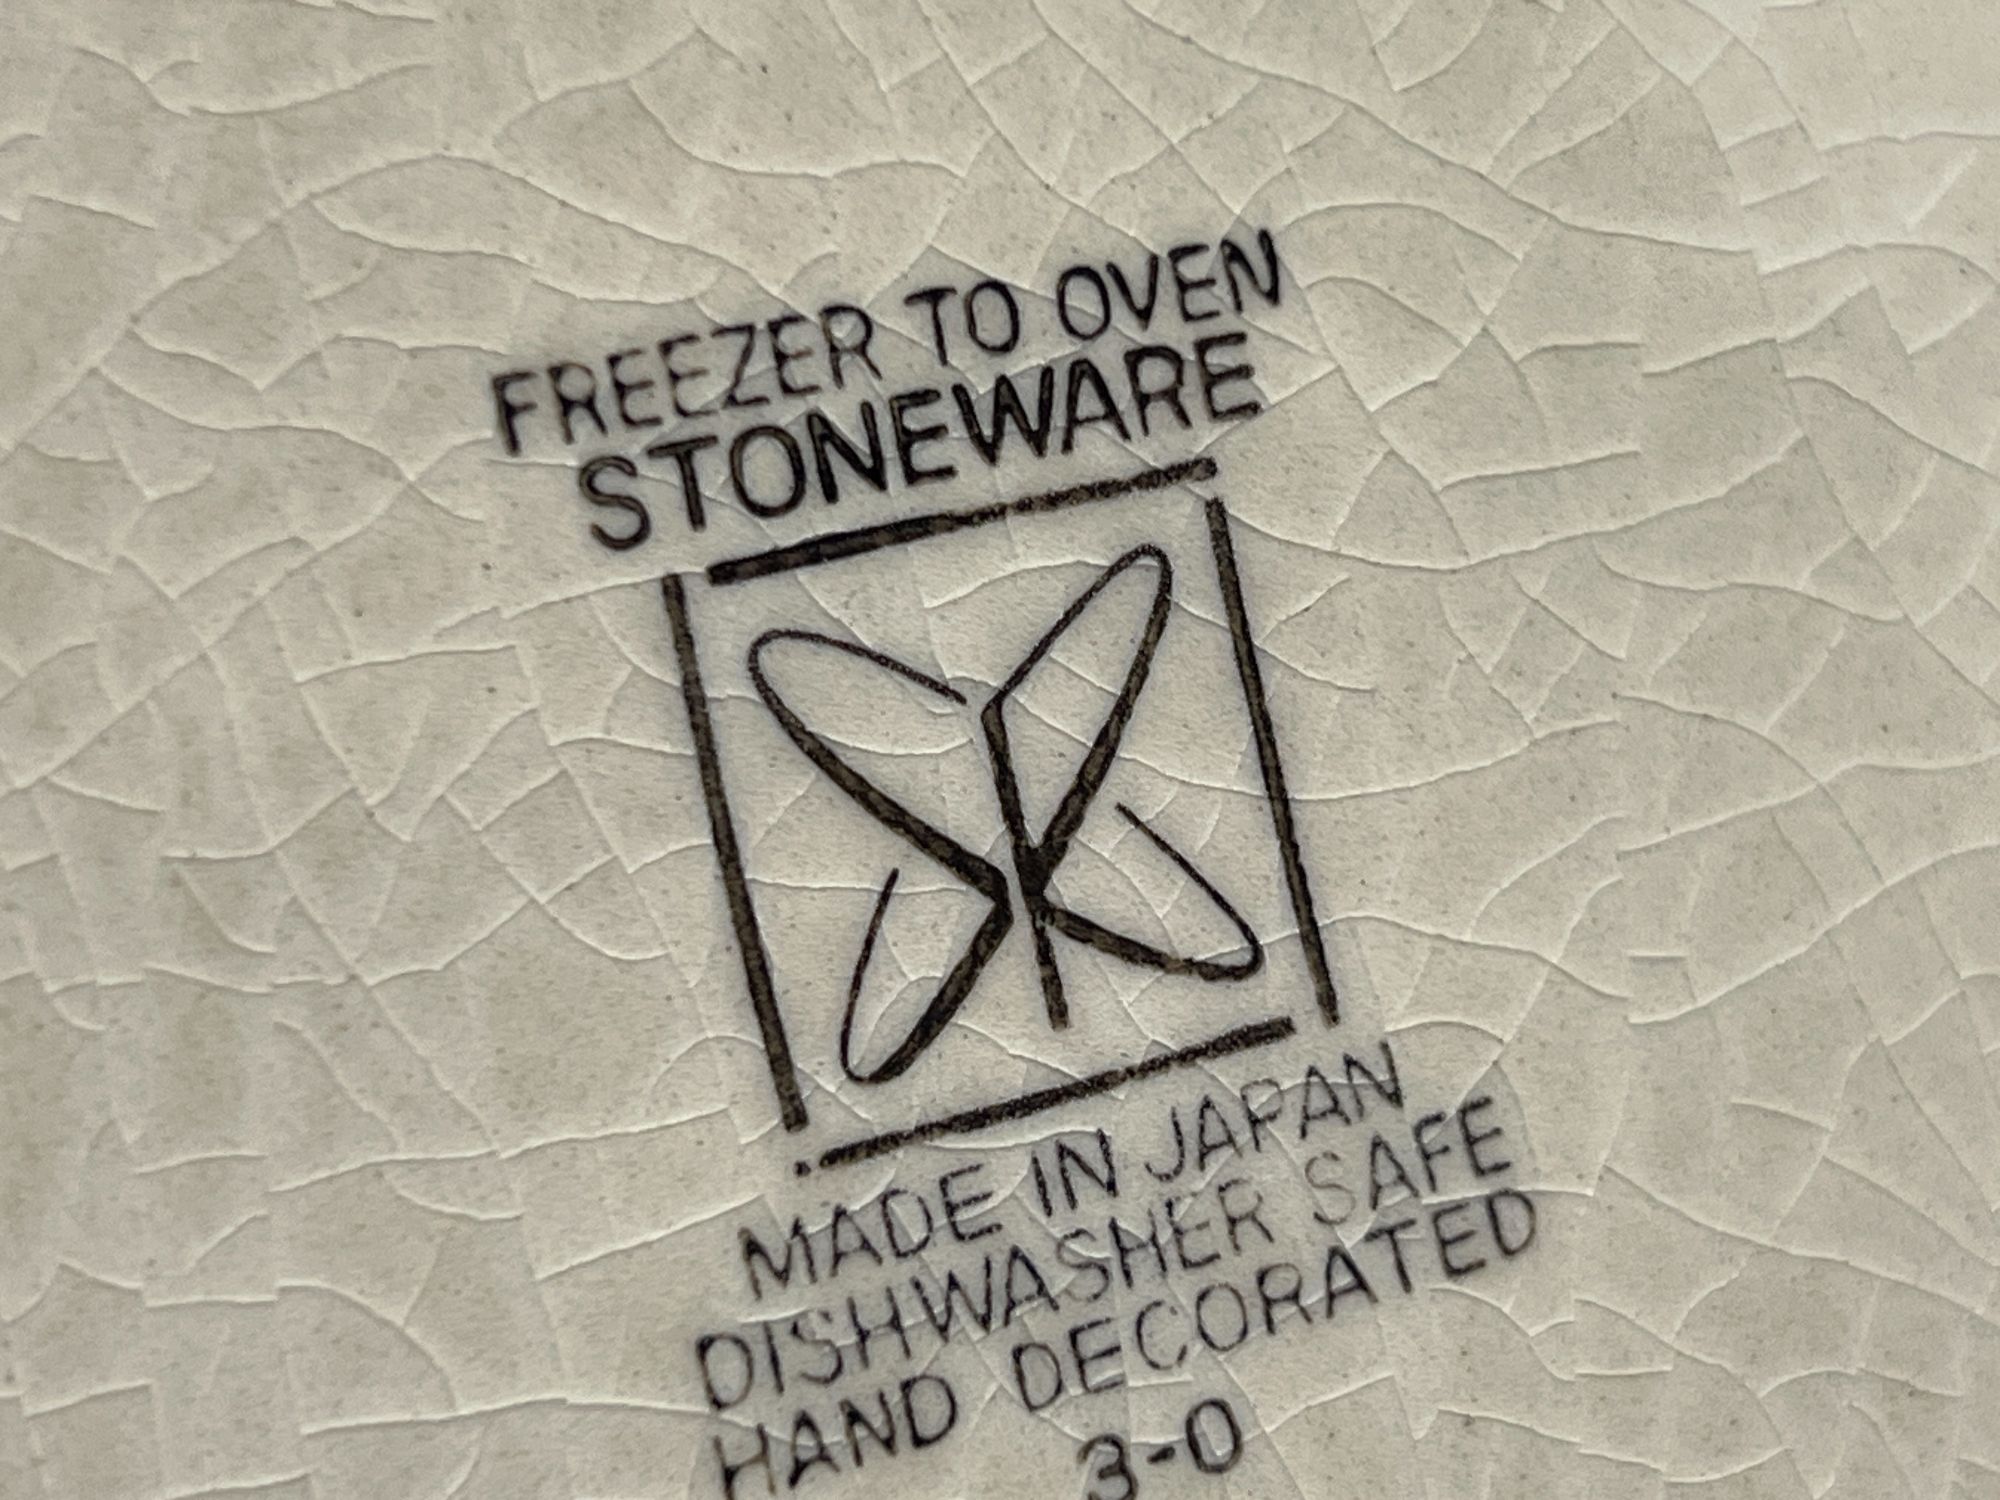 FREEZER TO OVEN
STONEWARE
MADE IN JAPAN
DISHWASHER SAFE
HAND DECORATED
3-0